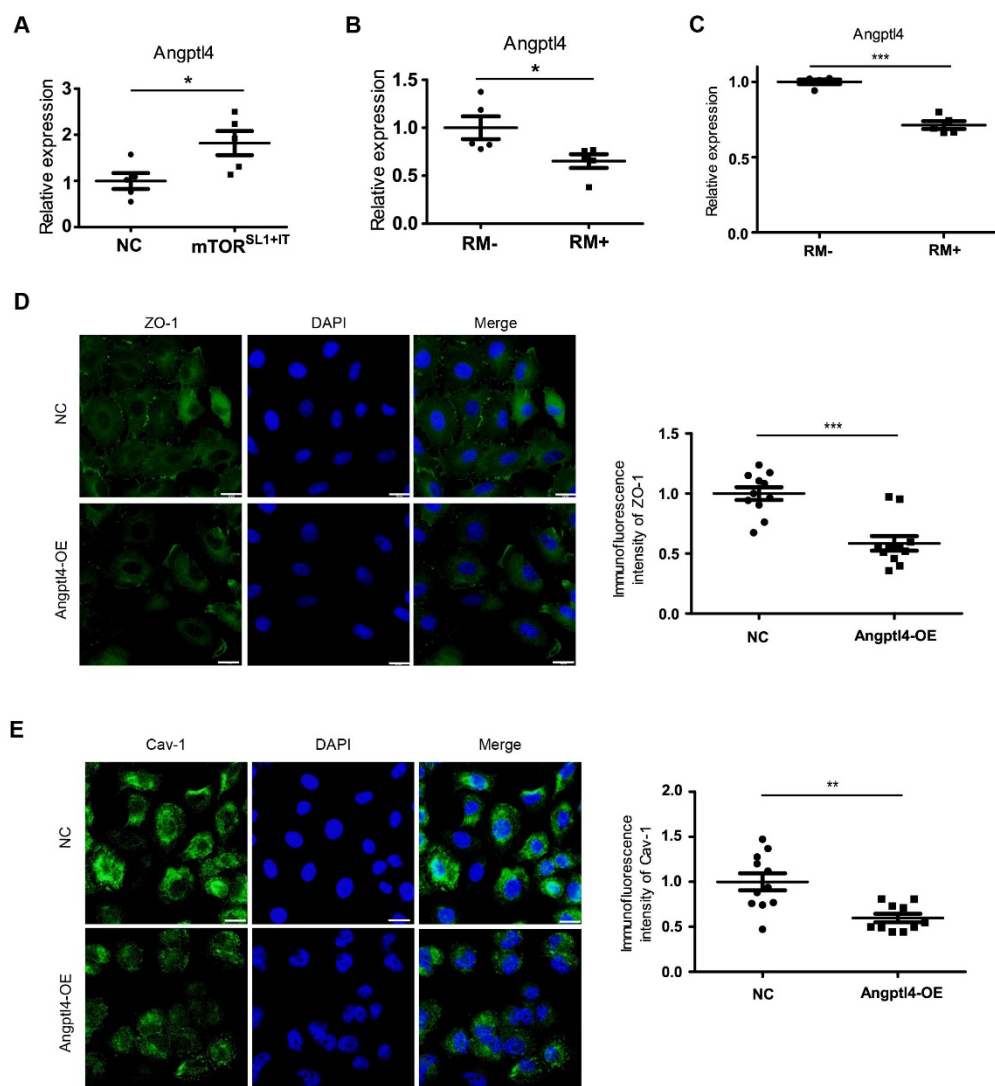 A
Angptl4
*
Relative expression
3
2
1
0
NC
mTOR^SL1+IT
B
Angptl4
*
Relative expression
1.5
1.0
0.5
0.0
RM-
RM+
C
Angptl4
***
Relative expression
1.0
0.5
0.0
RM-
RM+
D
ZO-1
DAPI
Merge
NC
Angptl4-OE
***
Immunofluorescence
intensity of ZO-1
1.5
1.0
0.5
0.0
NC
Angptl4-OE
E
Cav-1
DAPI
Merge
NC
Angptl4-OE
**
Immunofluorescence
intensity of Cav-1
2.0
1.5
1.0
0.5
0.0
NC
Angptl4-OE